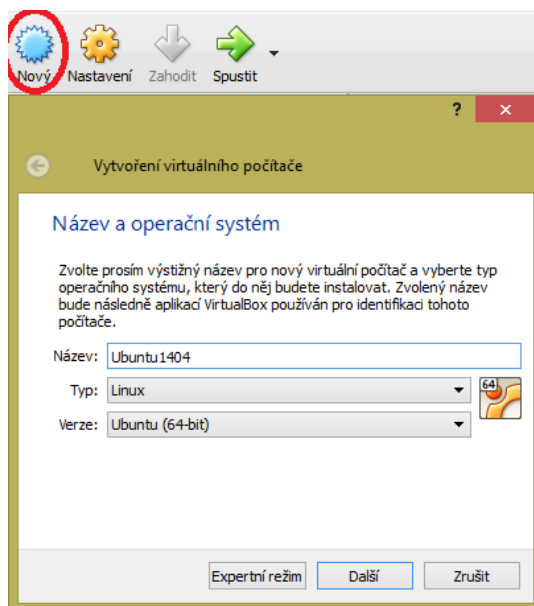 Nový Nastavení Zahodit Spustit
? ×
Vytvoření virtuálního počítače
Název a operační systém
Zvolte prosím výstižný název pro nový virtuální počítač a vyberte typ
operačního systému, který do něj budete instalovat. Zvolený název
bude následně aplikací VirtualBox používán pro identifikaci tohoto
počítače.
Název: Ubuntu1404
Typ: Linux
64
Verze: Ubuntu (64-bit)
Expertní režim Další Zrušit